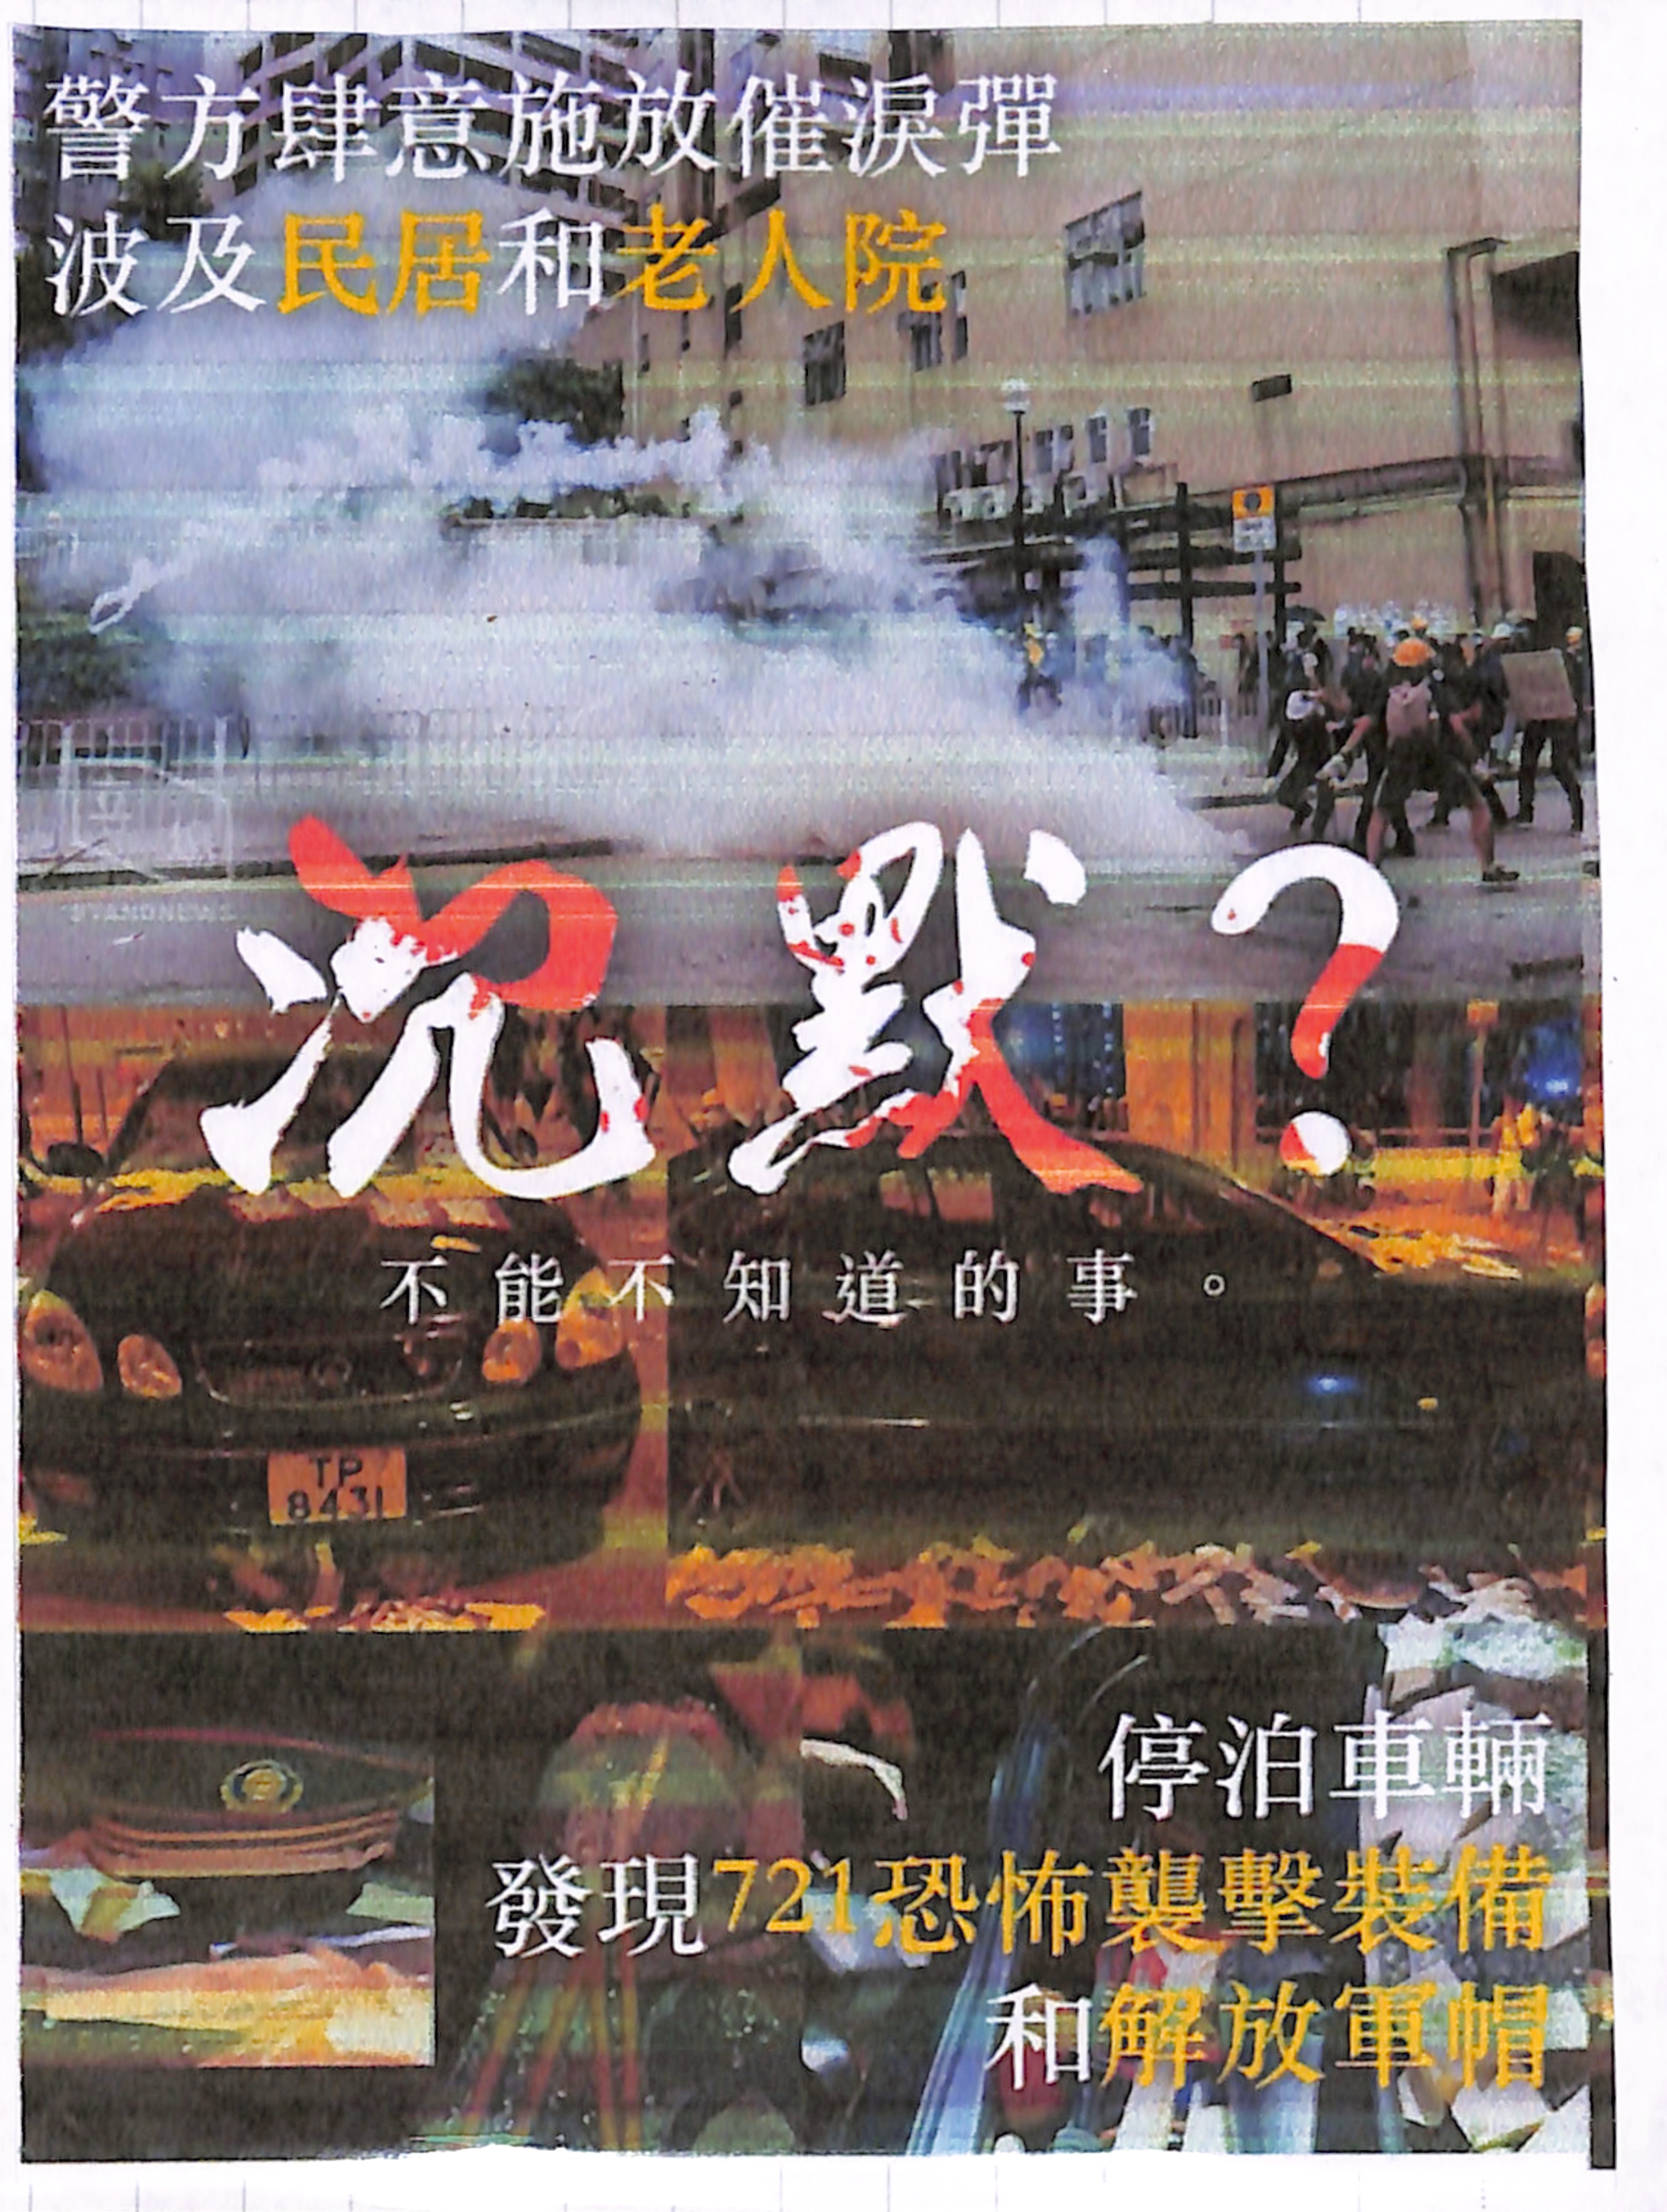 警方肆意施放催淚彈
波及民居和老人院
立
STANDNEWS
沉默？
不能不知道的事。
TP
8431
停泊車輛
發現721恐怖襲擊裝備
和解放軍帽